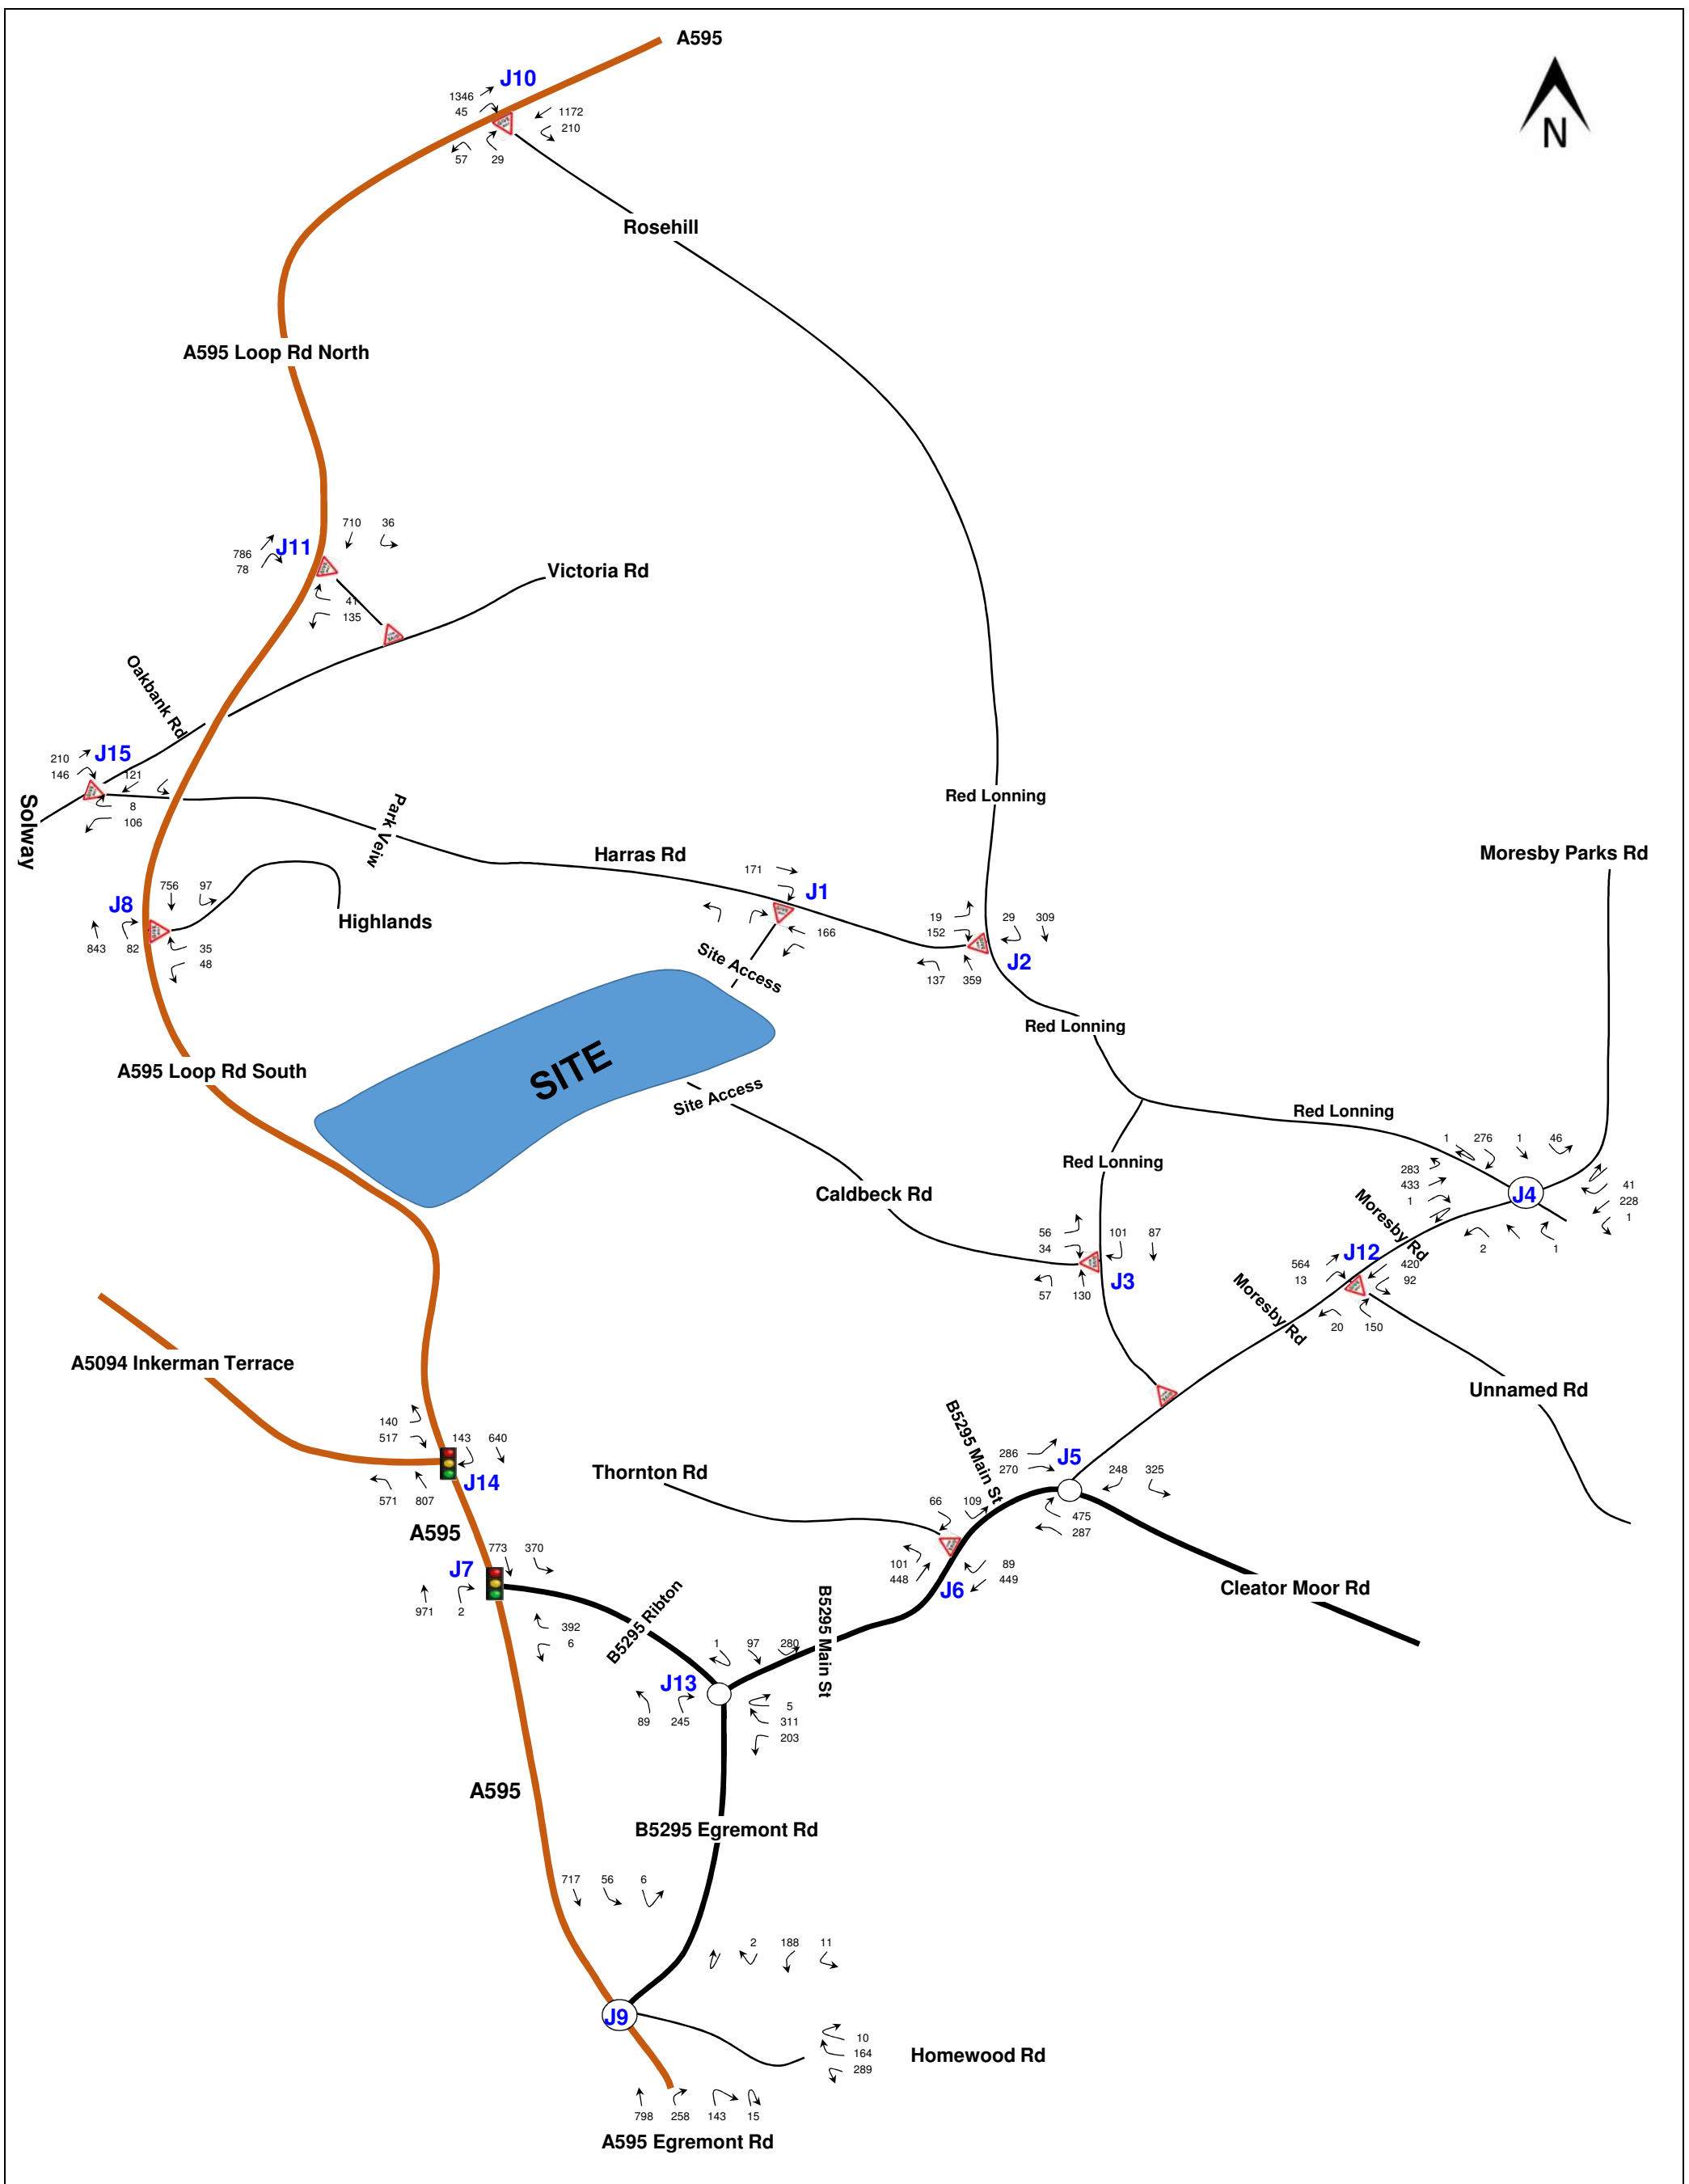 A595
J10
1346
45
1172
210
57 29
Rosehill
A595 Loop Rd North
710 36
J11
786
78
Victoria Rd
41
135
Oakbank Rd
J15
210
146
121
8
106
Solway
Red Lonning
Park Veiw
Harras Rd
Moresby Parks Rd
171
J1
166
756 97
J8
Highlands
843 82
35
48
19
152
29 309
J2
137 359
Site Access
Red Lonning
SITE
A595 Loop Rd South
Site Access
Red Lonning
1 276 1 46
283
433
1
J4
41
228
1
2 1
Red Lonning
Caldbeck Rd
Moresby Rd
56
34
101 87
J3
57 130
J12
564
13
420
92
20 150
Moresby Rd
A5094 Inkerman Terrace
Unnamed Rd
140
517
143 640
J14
571 807
B5295 Main St
286
270
J5
248 325
475
287
Thornton Rd
66 109
101
448
89
449
J6
A595
773 370
J7
971 2
392
6
Cleator Moor Rd
B5295 Ribton
B5295 Main St
1 97 280
J13
89 245
5
311
203
A595
B5295 Egremont Rd
717 56 6
2 188 11
J9
10
164
289
Homewood Rd
798 258 143 15
A595 Egremont Rd
N